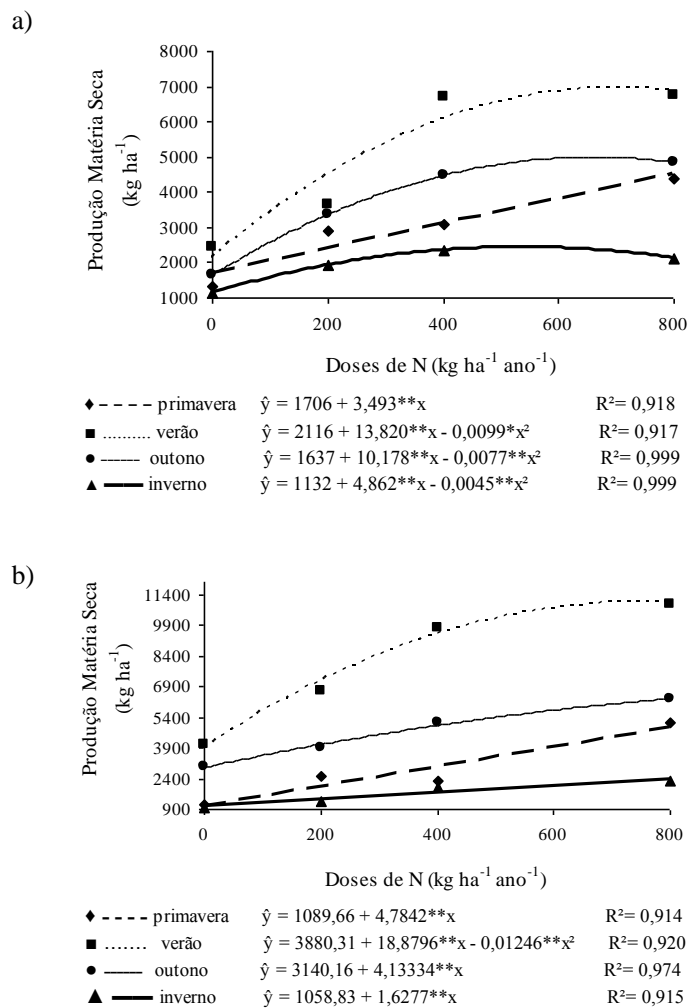 a)
Produção Matéria Seca
(kg ha⁻¹)
8000
7000
6000
5000
4000
3000
2000
1000
0 200 400 600 800
Doses de N (kg ha⁻¹ ano⁻¹)
primavera ŷ = 1706 + 3,493**x R²= 0,918
verão ŷ = 2116 + 13,820**x - 0,0099*x² R²= 0,917
outono ŷ = 1637 + 10,178**x - 0,0077**x² R²= 0,999
inverno ŷ = 1132 + 4,862**x - 0,0045**x² R²= 0,999
b)
Produção Matéria Seca
(kg ha⁻¹)
11400
9900
8400
6900
5400
3900
2400
900
0 200 400 600 800
Doses de N (kg ha⁻¹ ano⁻¹)
primavera ŷ = 1089,66 + 4,7842**x R²= 0,914
verão ŷ = 3880,31 + 18,8796**x - 0,01246**x² R²= 0,920
outono ŷ = 3140,16 + 4,13334**x R²= 0,974
inverno ŷ = 1058,83 + 1,6277**x R²= 0,915